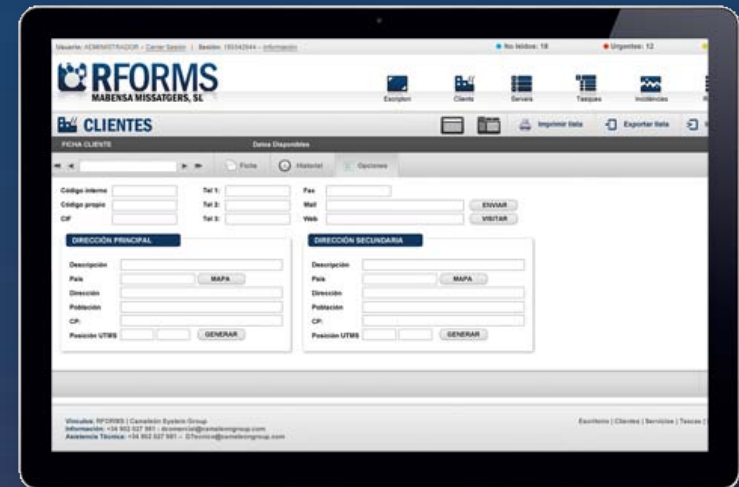 Usuario: ADMINISTRADOR - Cerrar Sesión | Sesión: 195342944 - información
No leídos: 18
Urgentes: 12
RFORMS
MABENSA MISSATGERS, SL
Escriptori
Clients
Serveis
Tasques
Incidències
CLIENTES
Imprimir lista
Exportar lista
FICHA CLIENTE
Datos Disponibles
Ficha
Historial
Opciones
Código interno
Tel 1:
Fax
Código propio
Tel 2:
Mail
ENVIAR
CIF
Tel 3:
Web
VISITAR
DIRECCIÓN PRINCIPAL
Descripción
País
MAPA
Dirección
Población
CP:
Posición UTMS
GENERAR
DIRECCIÓN SECUNDARIA
Descripción
País
MAPA
Dirección
Población
CP:
Posición UTMS
GENERAR
Vínculos: RFORMS | Camaleón System Group
Información: +34 902 027 981 - dcomercial@camaleongroup.com
Asistencia Técnica: +34 902 027 981 - DTecnico@camaleongroup.com
Escritorio | Clientes | Servicios | Tascas |